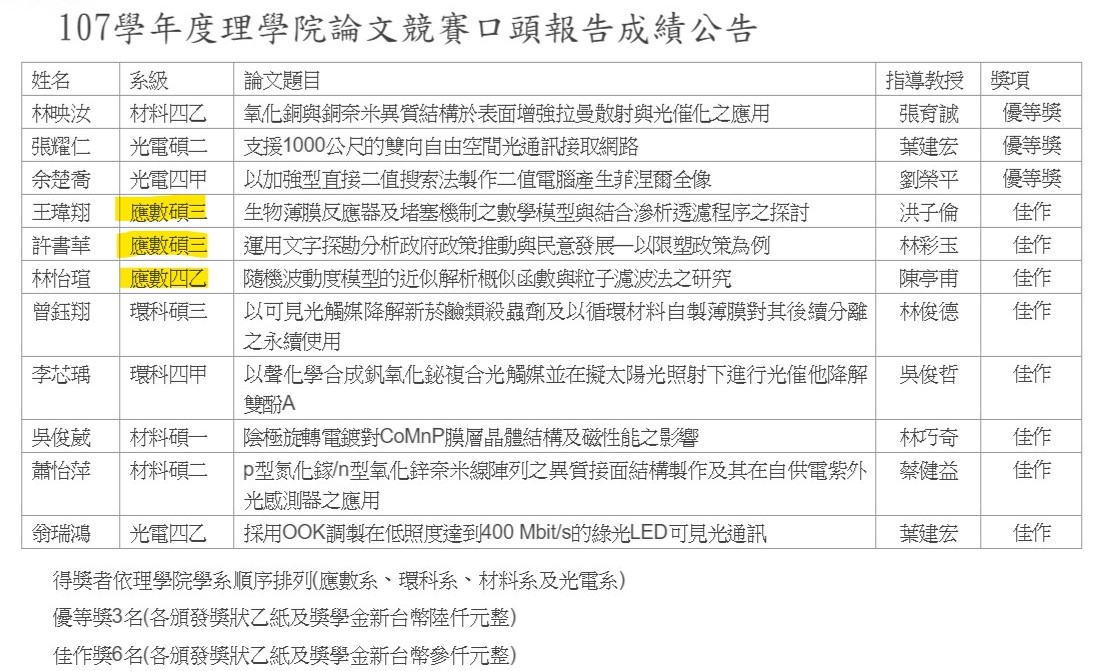 107學年度理學院論文競賽口頭報告成績公告
姓名 系級 論文題目 指導教授 獎項
林映汝 材料四乙 氧化銅與銅奈米異質結構於表面增強拉曼散射與光催化之應用 張育誠 優等獎
張耀仁 光電碩二 支援1000公尺的雙向自由空間光通訊接取網路 葉建宏 優等獎
余楚喬 光電四甲 以加強型直接二值搜索法製作二值電腦產生菲涅爾全像 劉榮平 優等獎
王瑋翔 應數碩三 生物薄膜反應器及堵塞機制之數學模型與結合滲析透濾程序之探討 洪子倫 佳作
許書華 應數碩三 運用文字探勘分析政府政策推動與民意發展—以限塑政策為例 林彩玉 佳作
林怡瑄 應數四乙 隨機波動度模型的近似解析概似函數與粒子濾波法之研究 陳亭甫 佳作
曾鈺翔 環科碩三 以可見光觸媒降解新菸鹼類殺蟲劑及以循環材料自製薄膜對其後續分離
之永續使用 林俊德 佳作
李芯瑀 環科四甲 以聲化學合成釩氧化鉍複合光觸媒並在擬太陽光照射下進行光催他降解
雙酚A 吳俊哲 佳作
吳俊葳 材料碩一 陰極旋轉電鍍對CoMnP膜層晶體結構及磁性能之影響 林巧奇 佳作
蕭怡萍 材料碩二 p型氮化鎵/n型氧化鋅奈米線陣列之異質接面結構製作及其在自供電紫外
光感測器之應用 蔡健益 佳作
翁瑞鴻 光電四乙 採用OOK調製在低照度達到400 Mbit/s的綠光LED可見光通訊 葉建宏 佳作
得獎者依理學院學系順序排列(應數系、環科系、材料系及光電系)
優等獎3名(各頒發獎狀乙紙及獎學金新台幣陸仟元整)
佳作獎6名(各頒發獎狀乙紙及獎學金新台幣參仟元整)